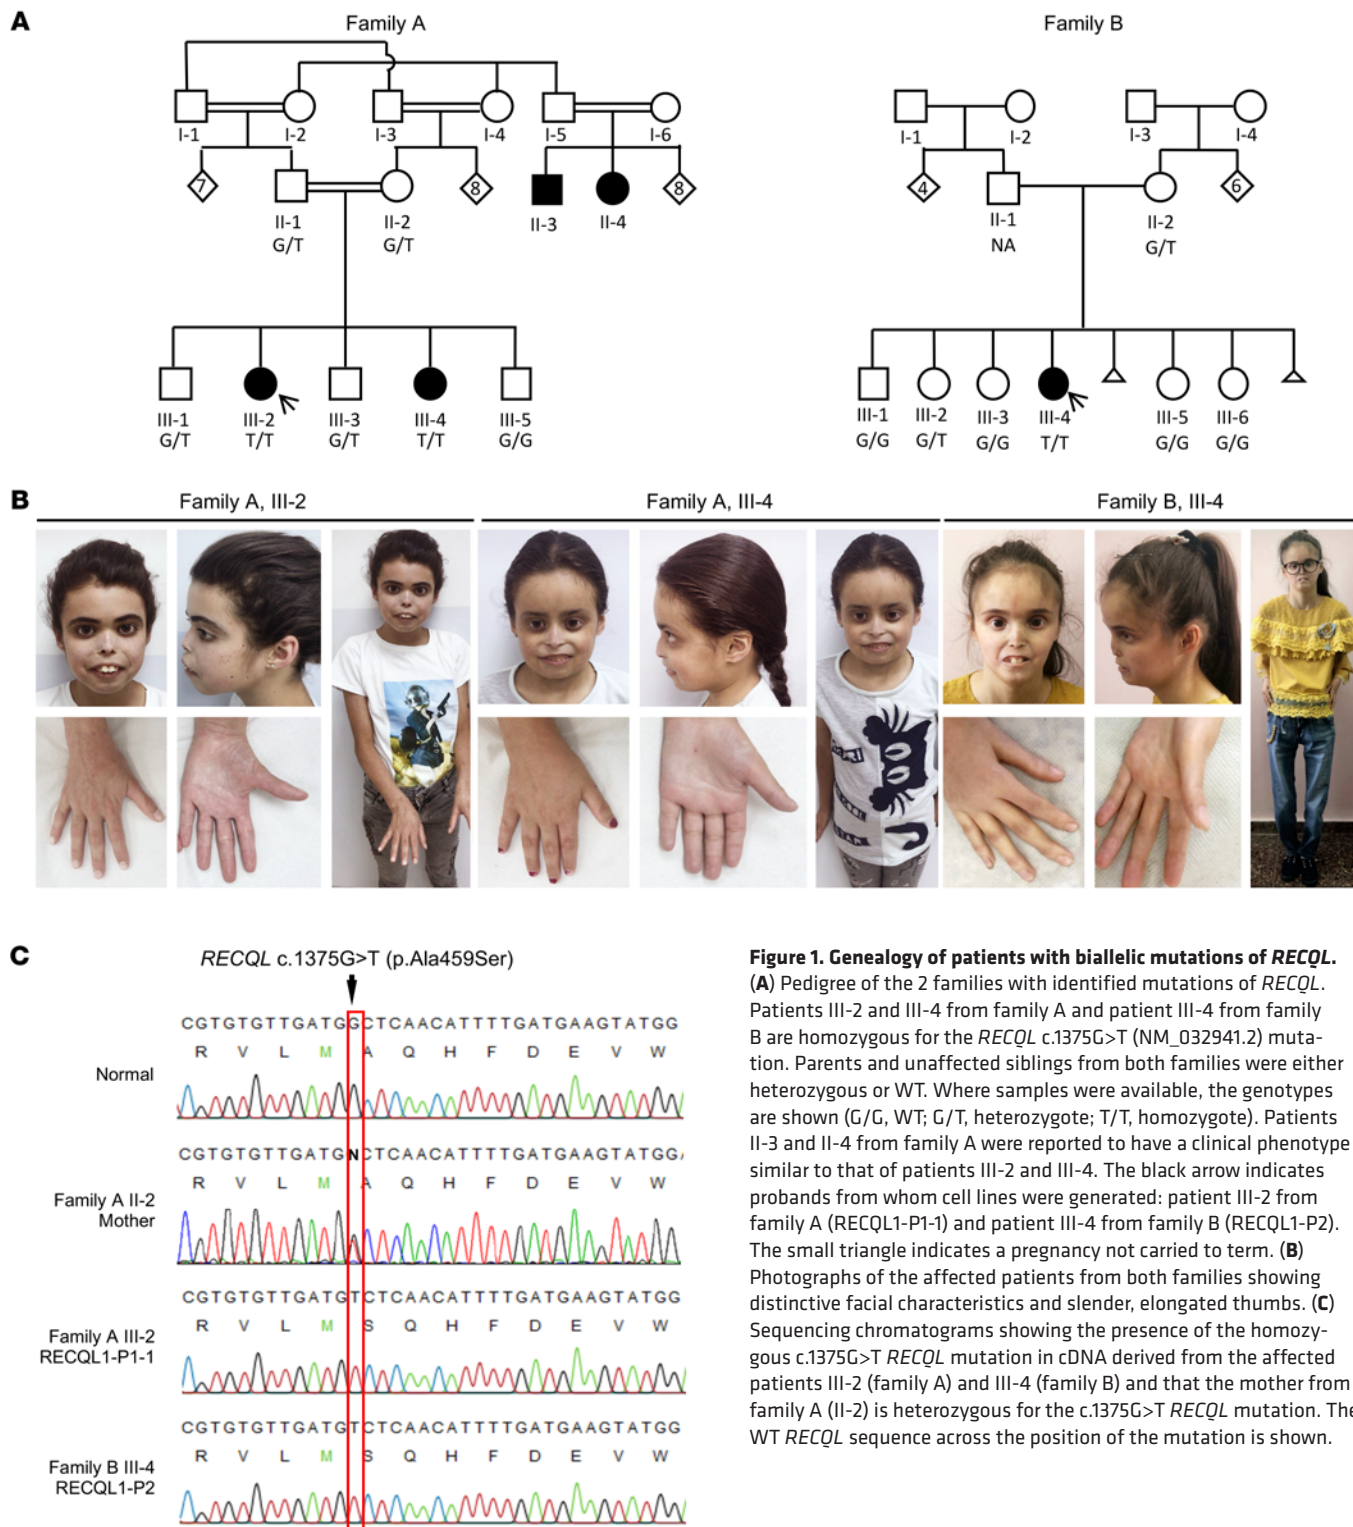 A
Family A
Family B
I-1
I-2
I-3
I-4
I-5
I-6
7
8
8
II-1
II-2
II-3
II-4
G/T
G/T
III-1
III-2
III-3
III-4
III-5
G/T
T/T
G/T
T/T
G/G
I-1
I-2
I-3
I-4
4
6
II-1
II-2
NA
G/T
III-1
III-2
III-3
III-4
III-5
III-6
G/G
G/T
G/G
T/T
G/G
G/G
B
Family A, III-2
Family A, III-4
Family B, III-4
C
RECQL c.1375G>T (p.Ala459Ser)
Normal
CGTGTGTTGATGGCTCAACATTTTGATGAAGTATGG
R V L M A Q H F D E V W
Family A II-2
Mother
CGTGTGTTGATGNCTCAACATTTTGATGAAGTATGG
R V L M A Q H F D E V W
Family A III-2
RECQL1-P1-1
CGTGTGTTGATGTCTCAACATTTTGATGAAGTATGG
R V L M S Q H F D E V W
Family B III-4
RECQL1-P2
CGTGTGTTGATGTCTCAACATTTTGATGAAGTATGG
R V L M S Q H F D E V W
Figure 1. Genealogy of patients with biallelic mutations of RECQL.
(A) Pedigree of the 2 families with identified mutations of RECQL.
Patients III-2 and III-4 from family A and patient III-4 from family
B are homozygous for the RECQL c.1375G>T (NM_032941.2) muta-
tion. Parents and unaffected siblings from both families were either
heterozygous or WT. Where samples were available, the genotypes
are shown (G/G, WT; G/T, heterozygote; T/T, homozygote). Patients
II-3 and II-4 from family A were reported to have a clinical phenotype
similar to that of patients III-2 and III-4. The black arrow indicates
probands from whom cell lines were generated: patient III-2 from
family A (RECQL1-P1-1) and patient III-4 from family B (RECQL1-P2).
The small triangle indicates a pregnancy not carried to term. (B)
Photographs of the affected patients from both families showing
distinctive facial characteristics and slender, elongated thumbs. (C)
Sequencing chromatograms showing the presence of the homozy-
gous c.1375G>T RECQL mutation in cDNA derived from the affected
patients III-2 (family A) and III-4 (family B) and that the mother from
family A (II-2) is heterozygous for the c.1375G>T RECQL mutation. The
WT RECQL sequence across the position of the mutation is shown.